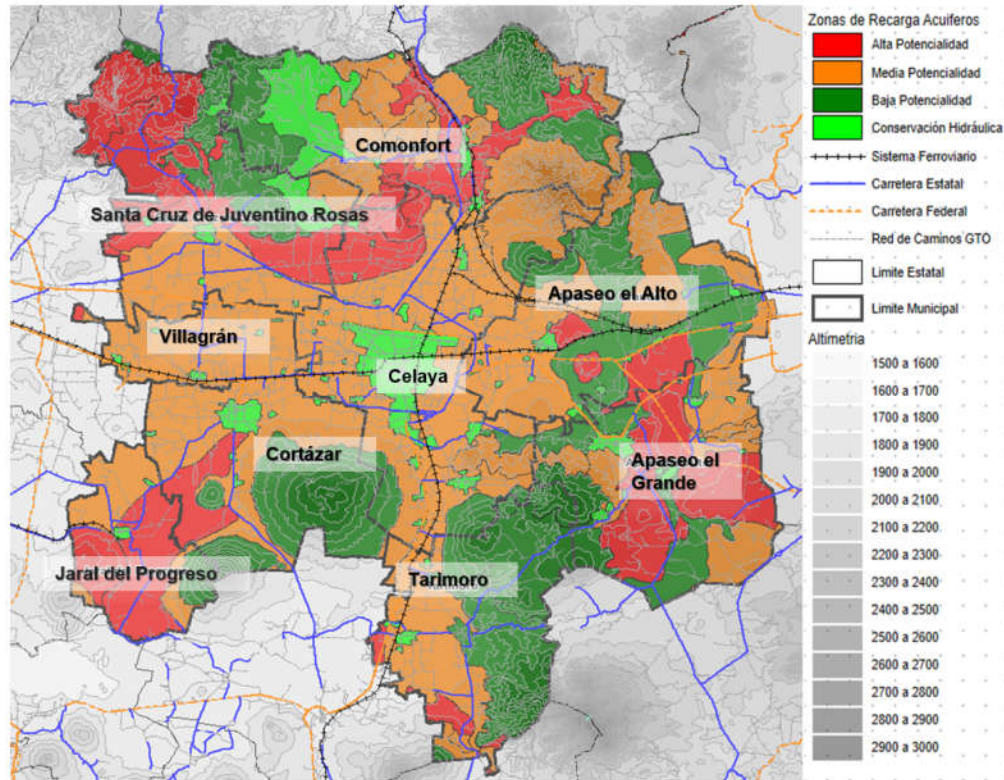 Comonfort
Santa Cruz de Juventino Rosas
Apaseo el Alto
Villagrán
Celaya
Cortázar
Apaseo el
Grande
Jaral del Progreso
Tarimoro
Zonas de Recarga Acuiferos
Alta Potencialidad
Media Potencialidad
Baja Potencialidad
Conservación Hidráulica
Sistema Ferroviario
Carretera Estatal
Carretera Federal
Red de Caminos GTO
Limite Estatal
Limite Municipal
Altimetria
1500 a 1600
1600 a 1700
1700 a 1800
1800 a 1900
1900 a 2000
2000 a 2100
2100 a 2200
2200 a 2300
2300 a 2400
2400 a 2500
2500 a 2600
2600 a 2700
2700 a 2800
2800 a 2900
2900 a 3000